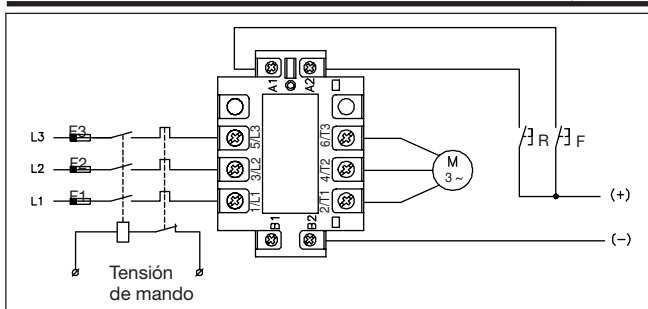 A1 A2
L3 F3 5/L3 6/T3
L2 F2 3/L2 4/T2
L1 F1 1/L1 2/T1
M
3 ~
R F
(+)
B1 B2
(−)
Tensión
de mando